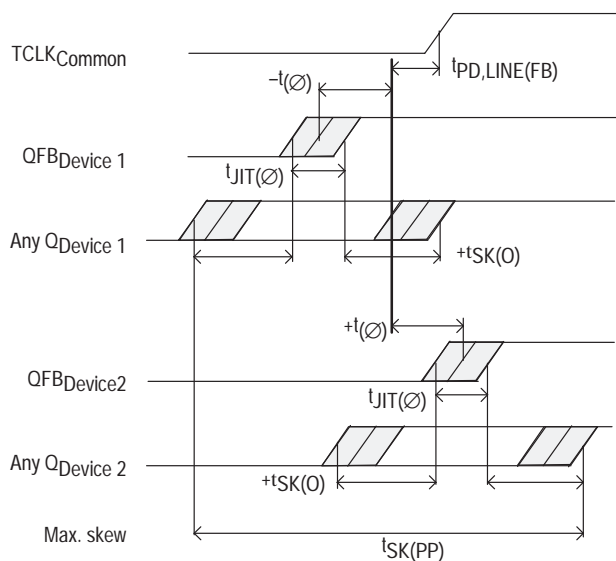 TCLKCommon
tPD,LINE(FB)
–t(∅)
QFBDevice 1
tJIT(∅)
Any QDevice 1
+tSK(O)
+t(∅)
QFBDevice2
tJIT(∅)
Any QDevice 2
+tSK(O)
Max. skew
tSK(PP)